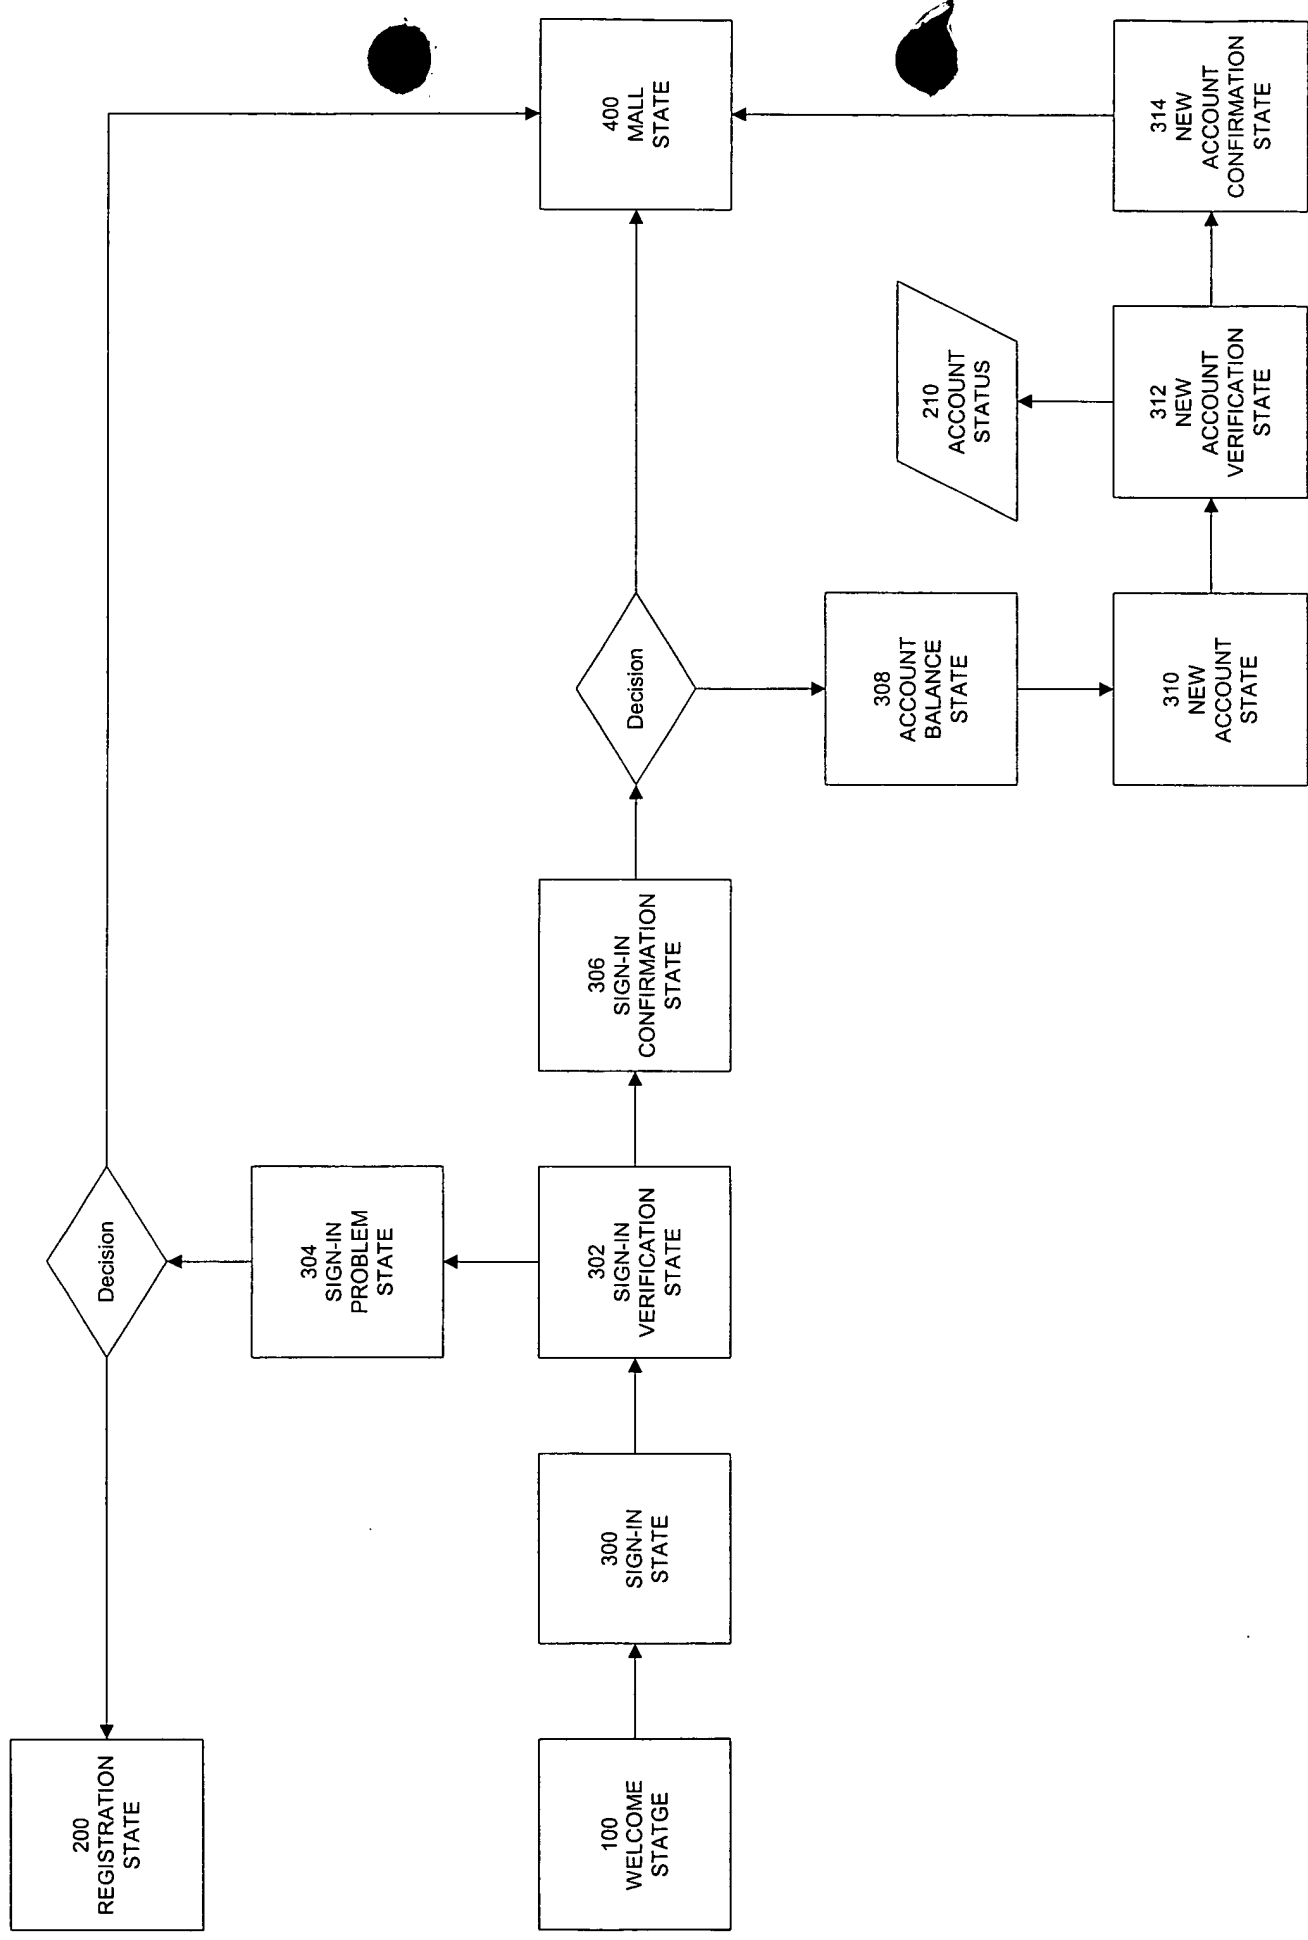 200
REGISTRATION
STATE
Decision
304
SIGN-IN
PROBLEM
STATE
100
WELCOME
STATGE
300
SIGN-IN
STATE
302
SIGN-IN
VERIFICATION
STATE
306
SIGN-IN
CONFIRMATION
STATE
Decision
400
MALL
STATE
308
ACCOUNT
BALANCE
STATE
210
ACCOUNT
STATUS
310
NEW
ACCOUNT
STATE
312
NEW
ACCOUNT
VERIFICATION
STATE
314
NEW
ACCOUNT
CONFIRMATION
STATE